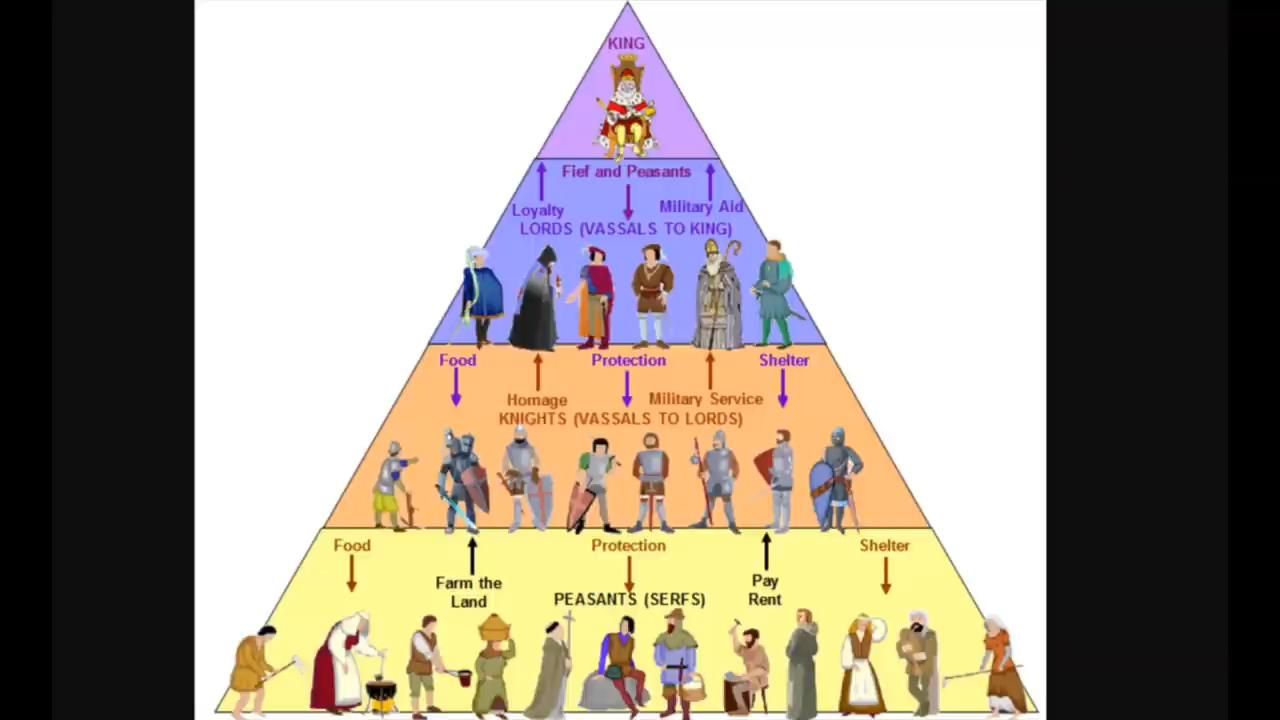 KING
Fief and Peasants
Loyalty
Military Aid
LORDS (VASSALS TO KING)
Food
Protection
Shelter
Homage
Military Service
KNIGHTS (VASSALS TO LORDS)
Food
Protection
Shelter
Farm the
Land
Pay
Rent
PEASANTS (SERFS)